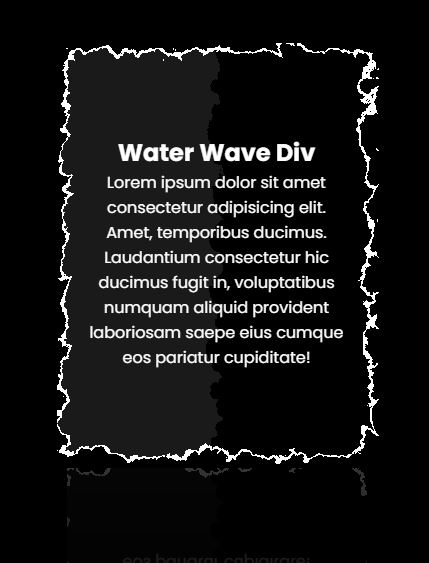 Water Wave Div
Lorem ipsum dolor sit amet
consectetur adipisicing elit.
Amet, temporibus ducimus.
Laudantium consectetur hic
ducimus fugit in, voluptatibus
numquam aliquid provident
laboriosam saepe eius cumque
eos pariatur cupiditate!